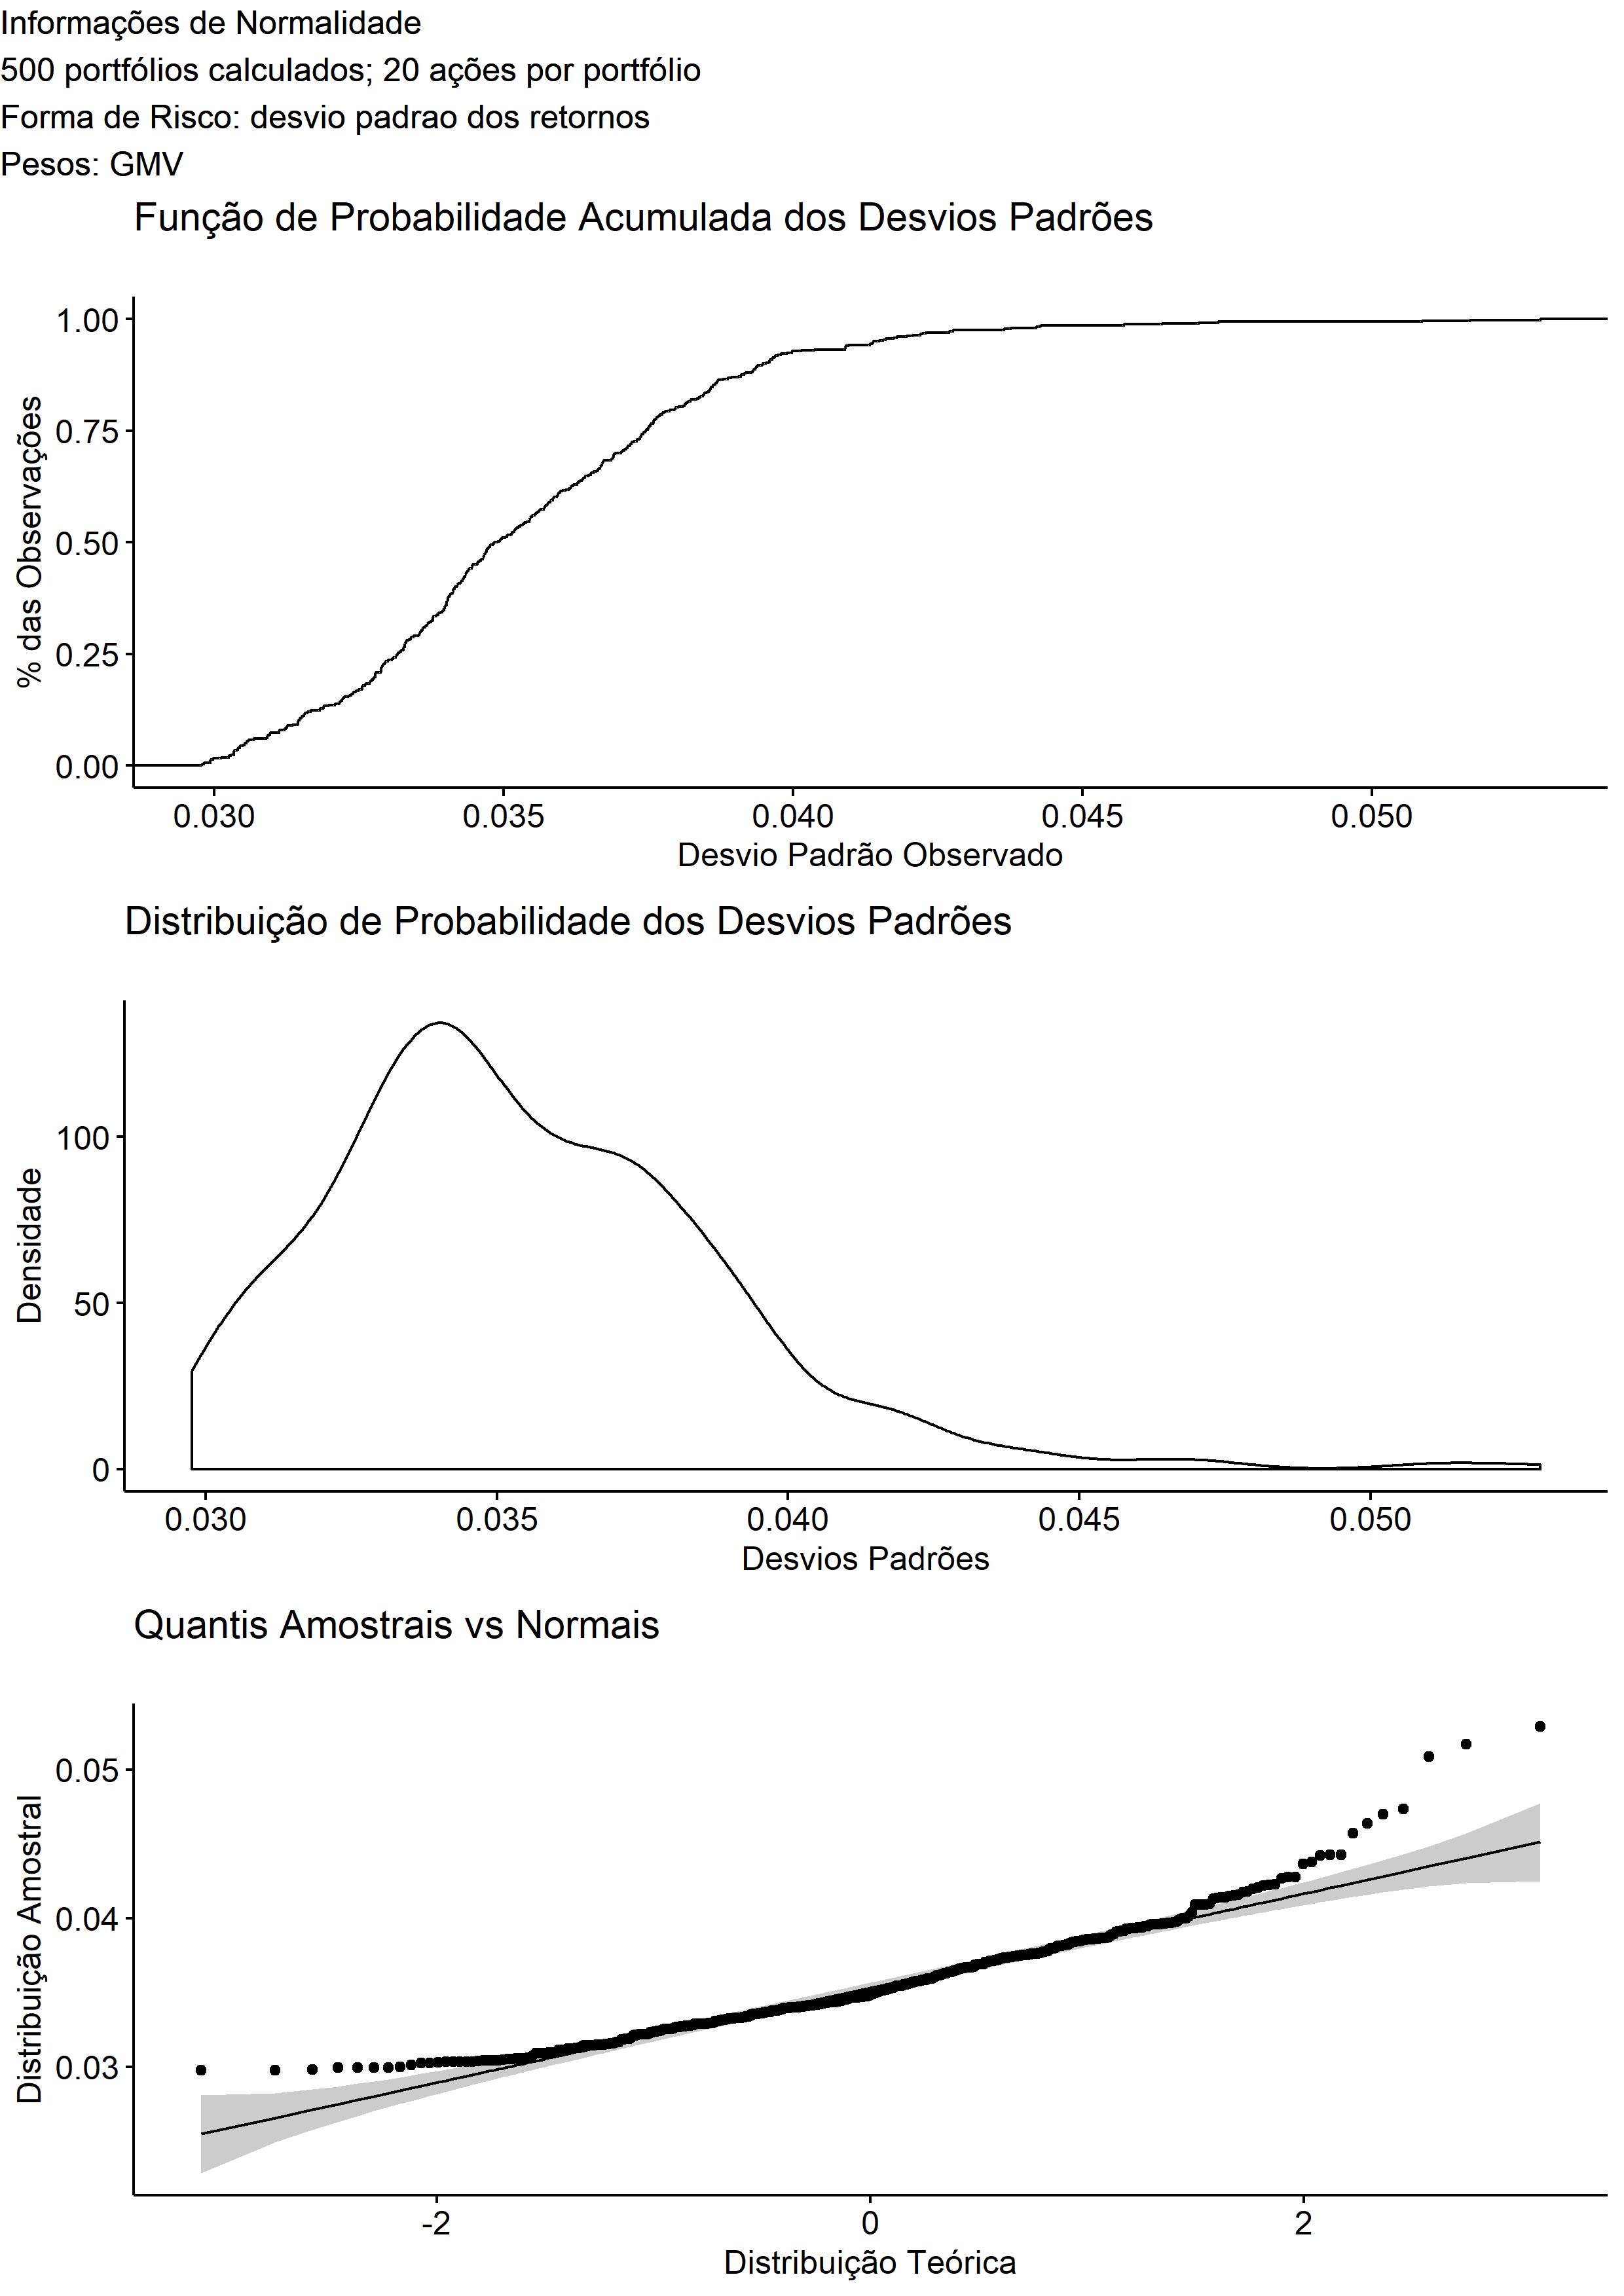 Informações de Normalidade
500 portfólios calculados; 20 ações por portfólio
Forma de Risco: desvio padrao dos retornos
Pesos: GMV
Função de Probabilidade Acumulada dos Desvios Padrões
% das Observações
1.00
0.75
0.50
0.25
0.00
0.030 0.035 0.040 0.045 0.050
Desvio Padrão Observado
Distribuição de Probabilidade dos Desvios Padrões
Densidade
100
50
0
0.030 0.035 0.040 0.045 0.050
Desvios Padrões
Quantis Amostrais vs Normais
Distribuição Amostral
0.05
0.04
0.03
-2 0 2
Distribuição Teórica